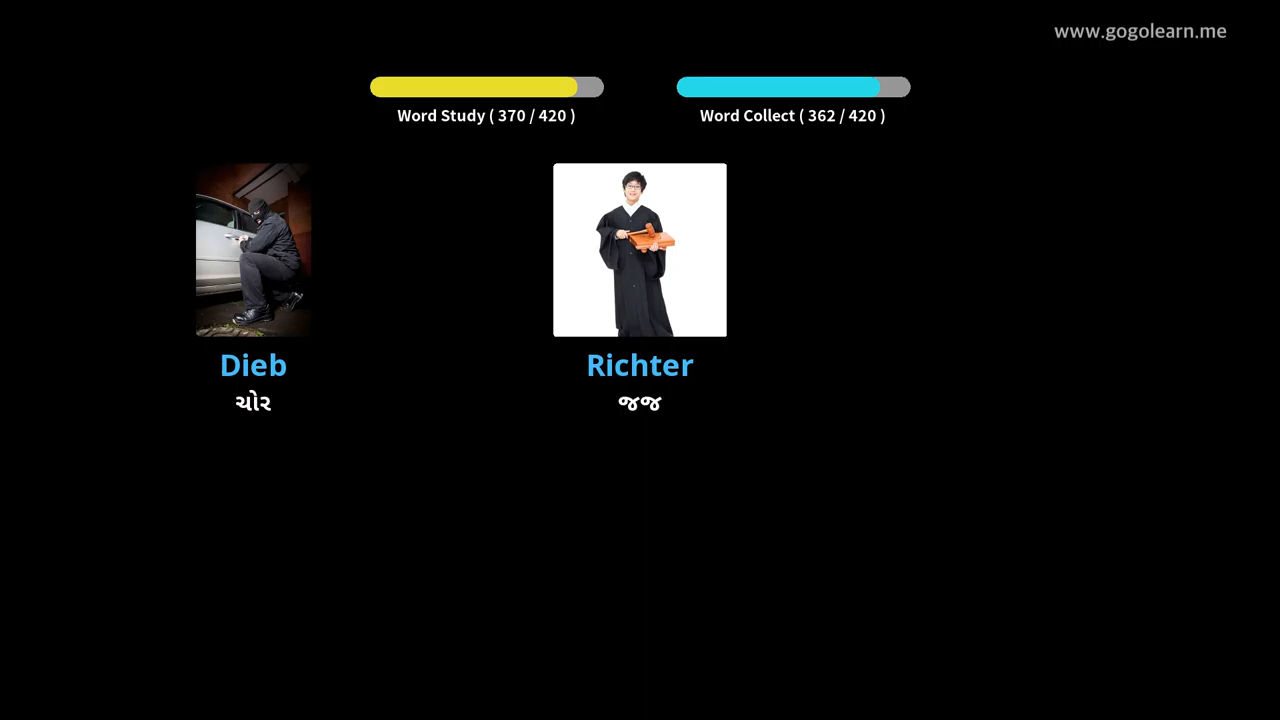 www.gogolearn.me
Word Study ( 370 / 420 )
Word Collect ( 362 / 420 )
Dieb
ચોર
Richter
જજ